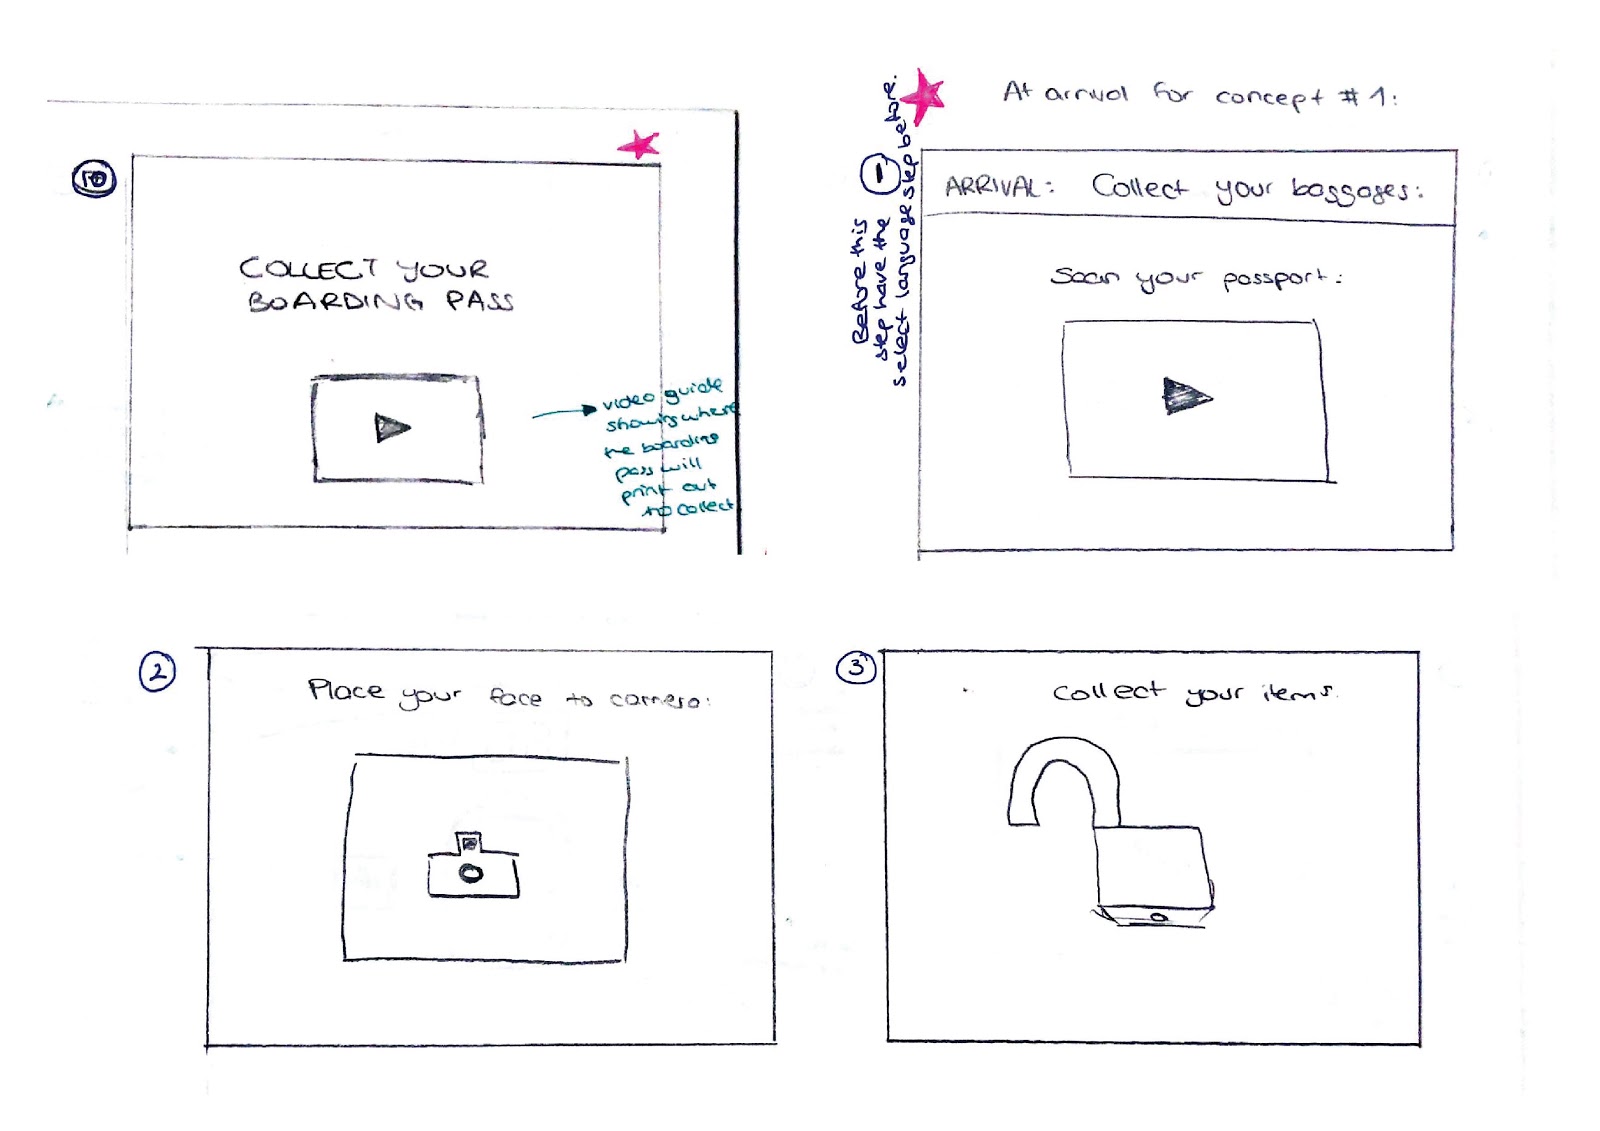 10
COLLECT YOUR
BOARDING PASS
video guide
showing where
the boarding
pass will
print out
to collect
At arrival for concept #1:
Before this
step have the
select language step before.
1
ARRIVAL: Collect your baggages:
Scan your passport:
2
Place your face to camera:
3
Collect your items.